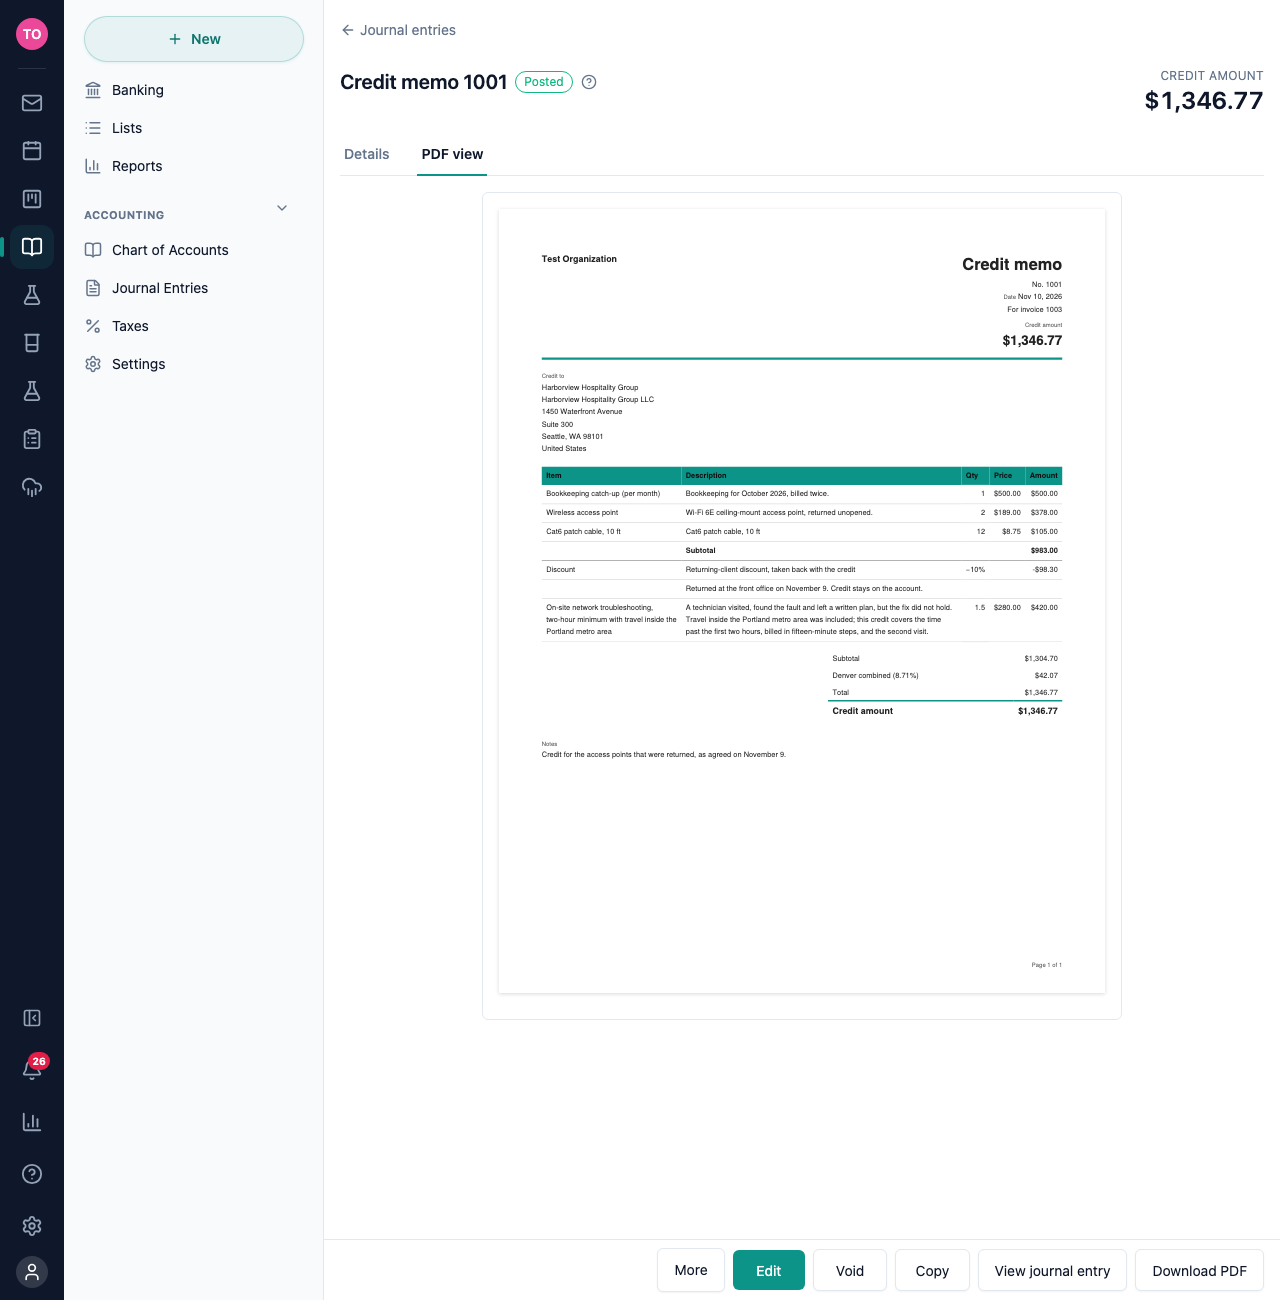 TO
New
Banking
Lists
Reports
ACCOUNTING
Chart of Accounts
Journal Entries
Taxes
Settings
26
Journal entries
Credit memo 1001 Posted
CREDIT AMOUNT
$1,346.77
Details PDF view
Test Organization
Credit memo
No. 1001
Date Nov 10, 2026
For invoice 1003
Credit amount
$1,346.77
Credit to
Harborview Hospitality Group
Harborview Hospitality Group LLC
1450 Waterfront Avenue
Suite 300
Seattle, WA 98101
United States
Item Description Qty Price Amount
Bookkeeping catch-up (per month) Bookkeeping for October 2026, billed twice. 1 $500.00 $500.00
Wireless access point Wi-Fi 6E ceiling-mount access point, returned unopened. 2 $189.00 $378.00
Cat6 patch cable, 10 ft Cat6 patch cable, 10 ft 12 $8.75 $105.00
Subtotal $983.00
Discount Returning-client discount, taken back with the credit −10% -$98.30
Returned at the front office on November 9. Credit stays on the account.
On-site network troubleshooting, A technician visited, found the fault and left a written plan, but the fix did not hold. 1.5 $280.00 $420.00
two-hour minimum with travel inside the Travel inside the Portland metro area was included; this credit covers the time
Portland metro area past the first two hours, billed in fifteen-minute steps, and the second visit.
Subtotal $1,304.70
Denver combined (8.71%) $42.07
Total $1,346.77
Credit amount $1,346.77
Notes
Credit for the access points that were returned, as agreed on November 9.
Page 1 of 1
More Edit Void Copy View journal entry Download PDF